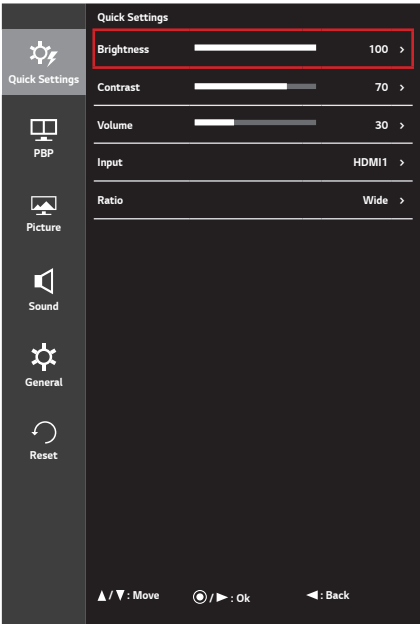 Quick Settings
Brightness 100 >
Contrast 70 >
Volume 30 >
Input HDMI1 >
Ratio Wide >
Quick Settings
PBP
Picture
Sound
General
Reset
▲/▼: Move ◉/►: Ok ◄: Back